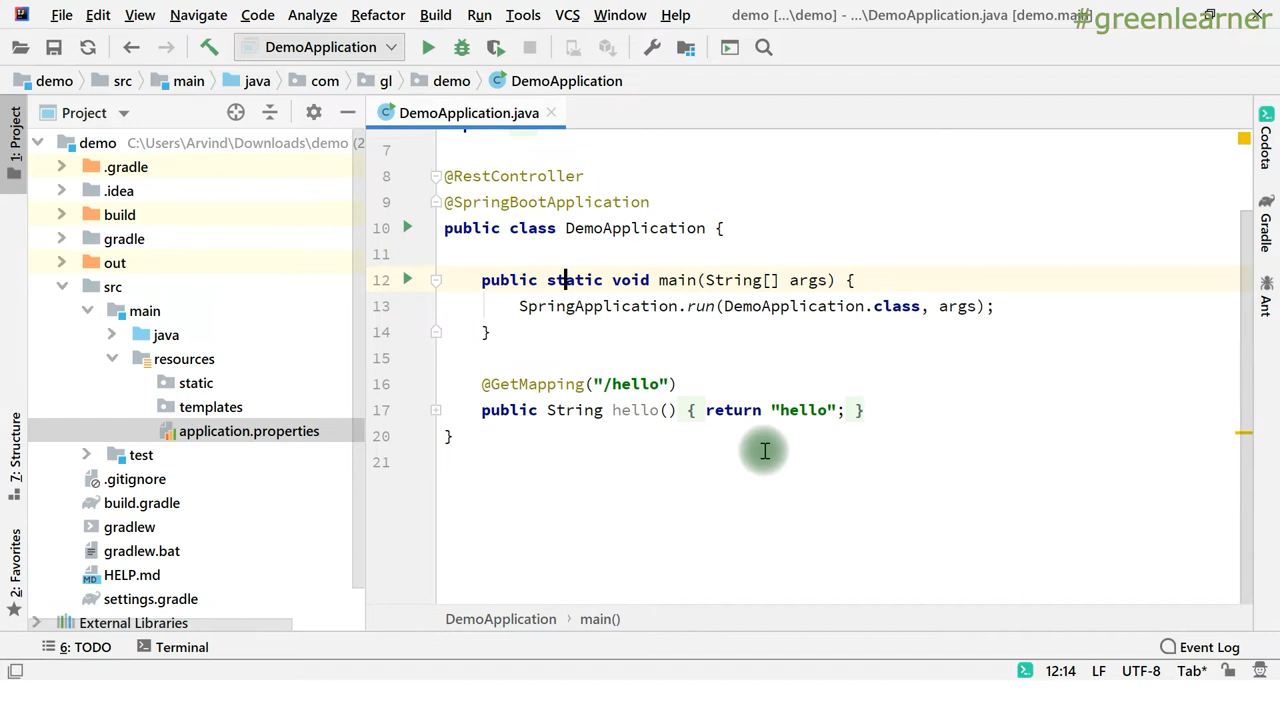 File Edit View Navigate Code Analyze Refactor Build Run Tools VCS Window Help demo [...\demo] - ...\DemoApplication.java [demo.mai
#greenlearner
DemoApplication
demo src main java com gl demo DemoApplication
Project
DemoApplication.java
1: Project
7: Structure
2: Favorites
demo C:\Users\Arvind\Downloads\demo (2
.gradle
.idea
build
gradle
out
src
main
java
resources
static
templates
application.properties
test
.gitignore
build.gradle
gradlew
gradlew.bat
HELP.md
settings.gradle
External Libraries
7
8 @RestController
9 @SpringBootApplication
10 public class DemoApplication {
11
12 public static void main(String[] args) {
13 SpringApplication.run(DemoApplication.class, args);
14 }
15
16 @GetMapping("/hello")
17 public String hello() { return "hello"; }
20 }
21
DemoApplication › main()
Codota
Gradle
Ant
6: TODO Terminal Event Log
12:14 LF UTF-8 Tab*